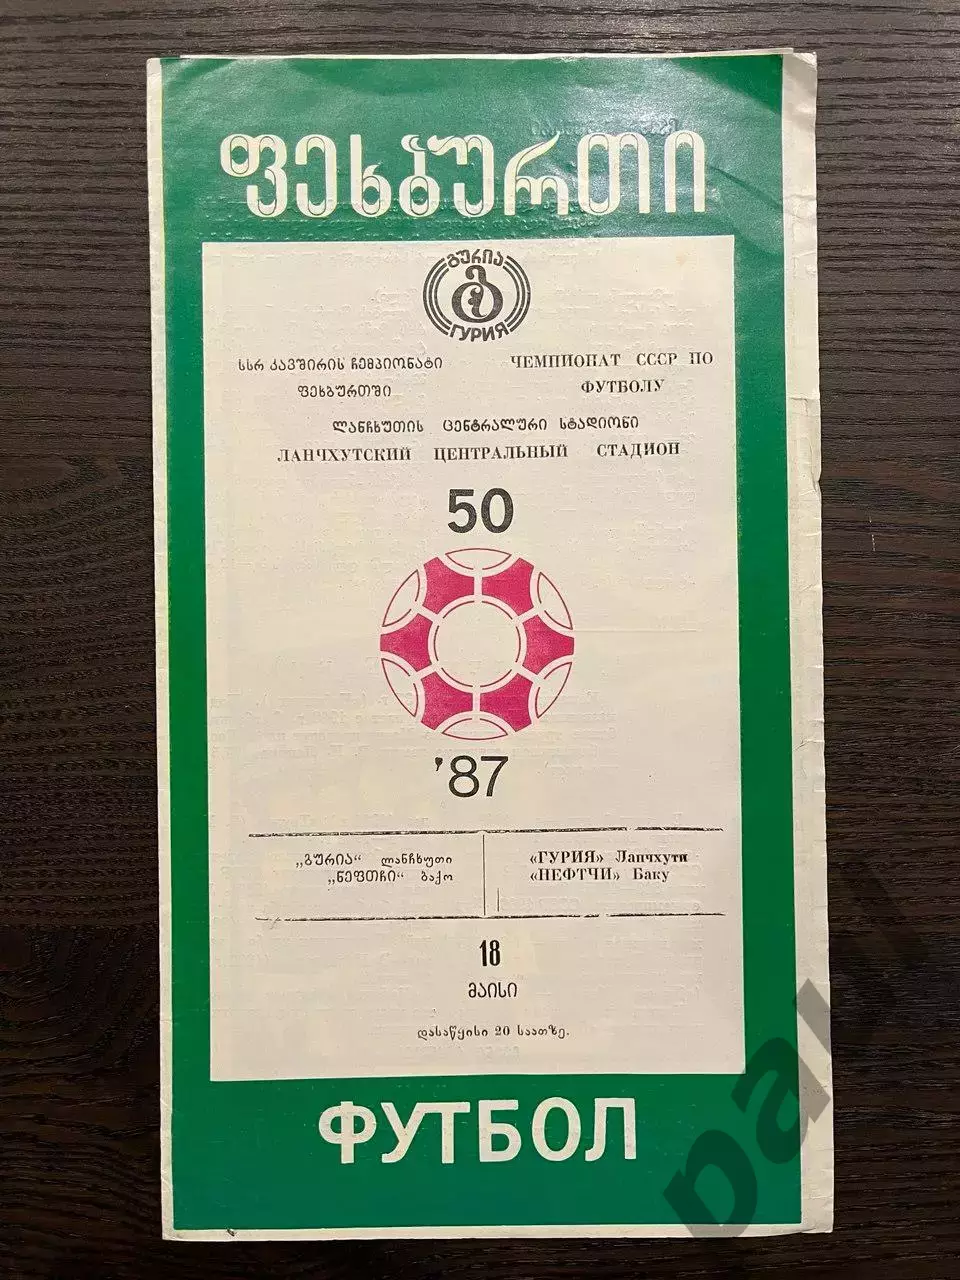 ფეხბურთი
გურია
ГУРИЯ
სსრ კავშირის ჩემპიონატი
ფეხბურთში
ЧЕМПИОНАТ СССР ПО
ФУТБОЛУ
ლანჩხუთის ცენტრალური სტადიონი
ЛАНЧХУТСКИЙ ЦЕНТРАЛЬНЫЙ СТАДИОН
50
'87
„გურია“ ლანჩხუთი
„ნეფთჩი“ ბაქო
«ГУРИЯ» Ланчхути
«НЕФТЧИ» Баку
18
მაისი
დასაწყისი 20 საათზე.
ФУТБОЛ